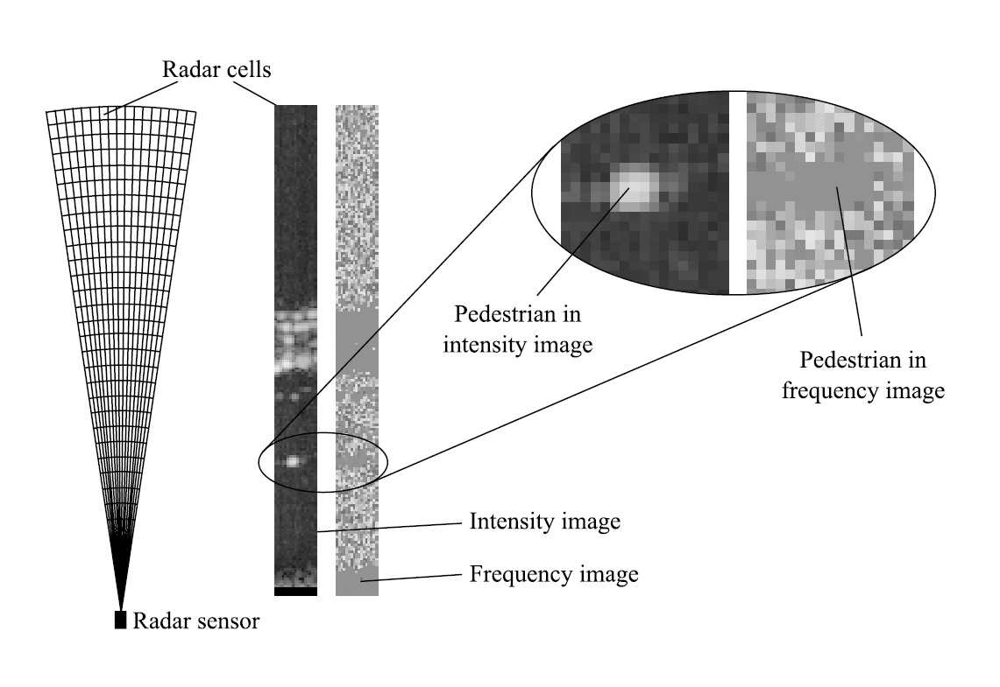 Radar cells
Pedestrian in
intensity image
Pedestrian in
frequency image
Intensity image
Frequency image
Radar sensor